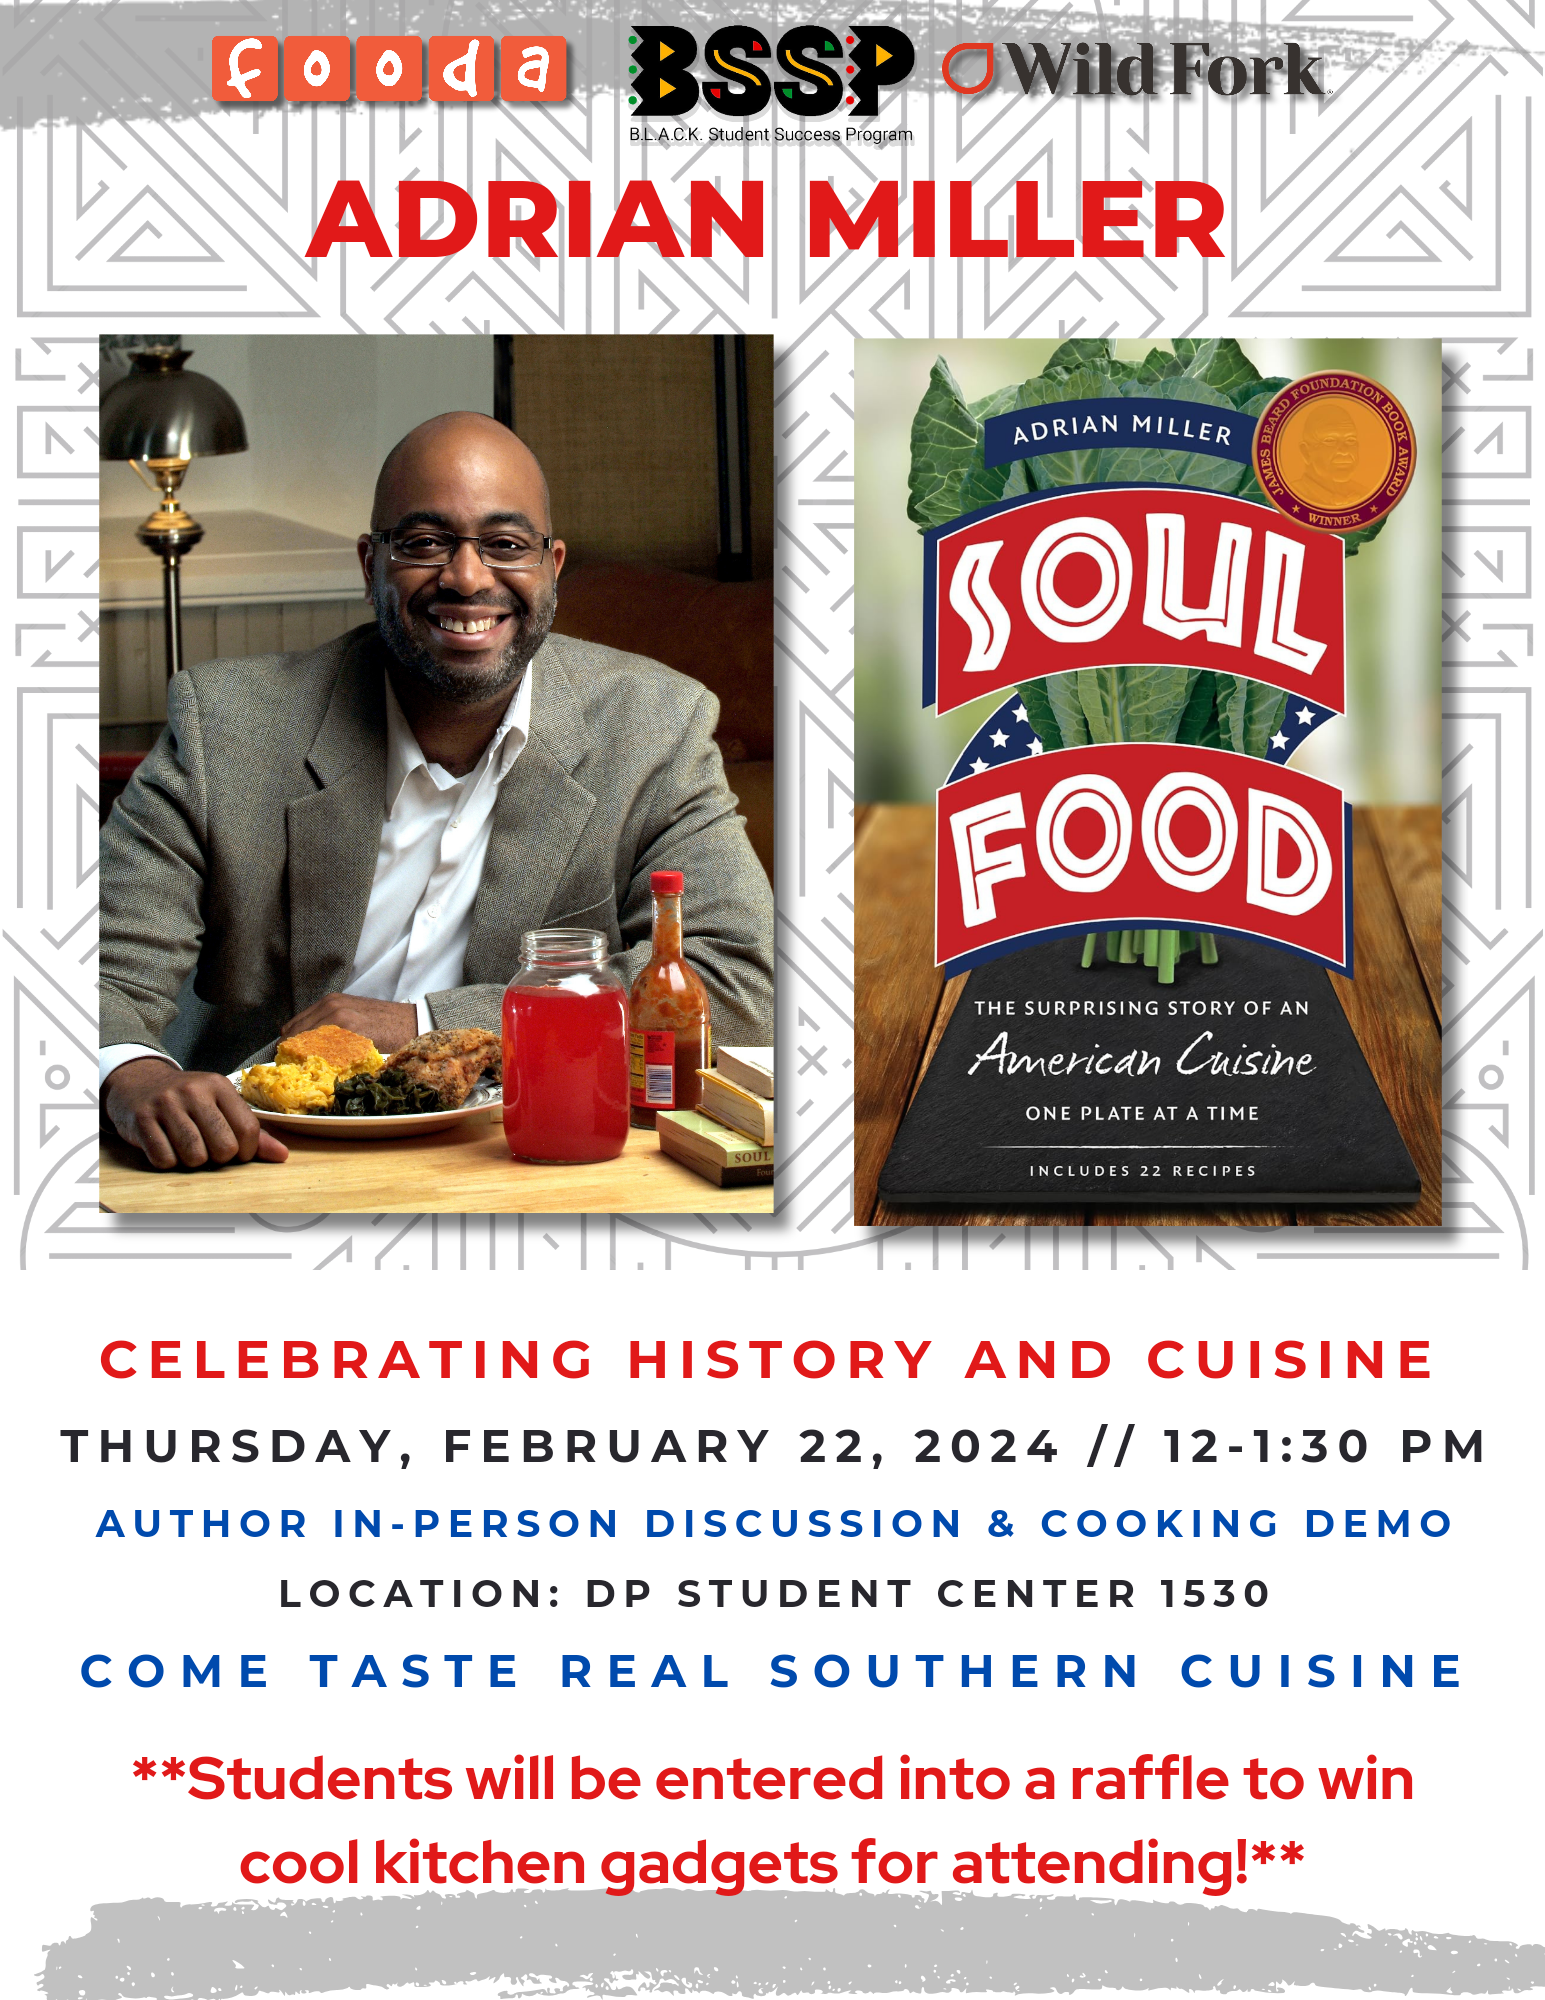 fooda
BSSP
B.L.A.C.K. Student Success Program
Wild Fork
ADRIAN MILLER
ADRIAN MILLER
JAMES BEARD FOUNDATION BOOK AWARD
WINNER
SOUL
FOOD
THE SURPRISING STORY OF AN
American Cuisine
ONE PLATE AT A TIME
INCLUDES 22 RECIPES
SOUL
Four
CELEBRATING HISTORY AND CUISINE
THURSDAY, FEBRUARY 22, 2024 // 12-1:30 PM
AUTHOR IN-PERSON DISCUSSION & COOKING DEMO
LOCATION: DP STUDENT CENTER 1530
COME TASTE REAL SOUTHERN CUISINE
**Students will be entered into a raffle to win
cool kitchen gadgets for attending!**